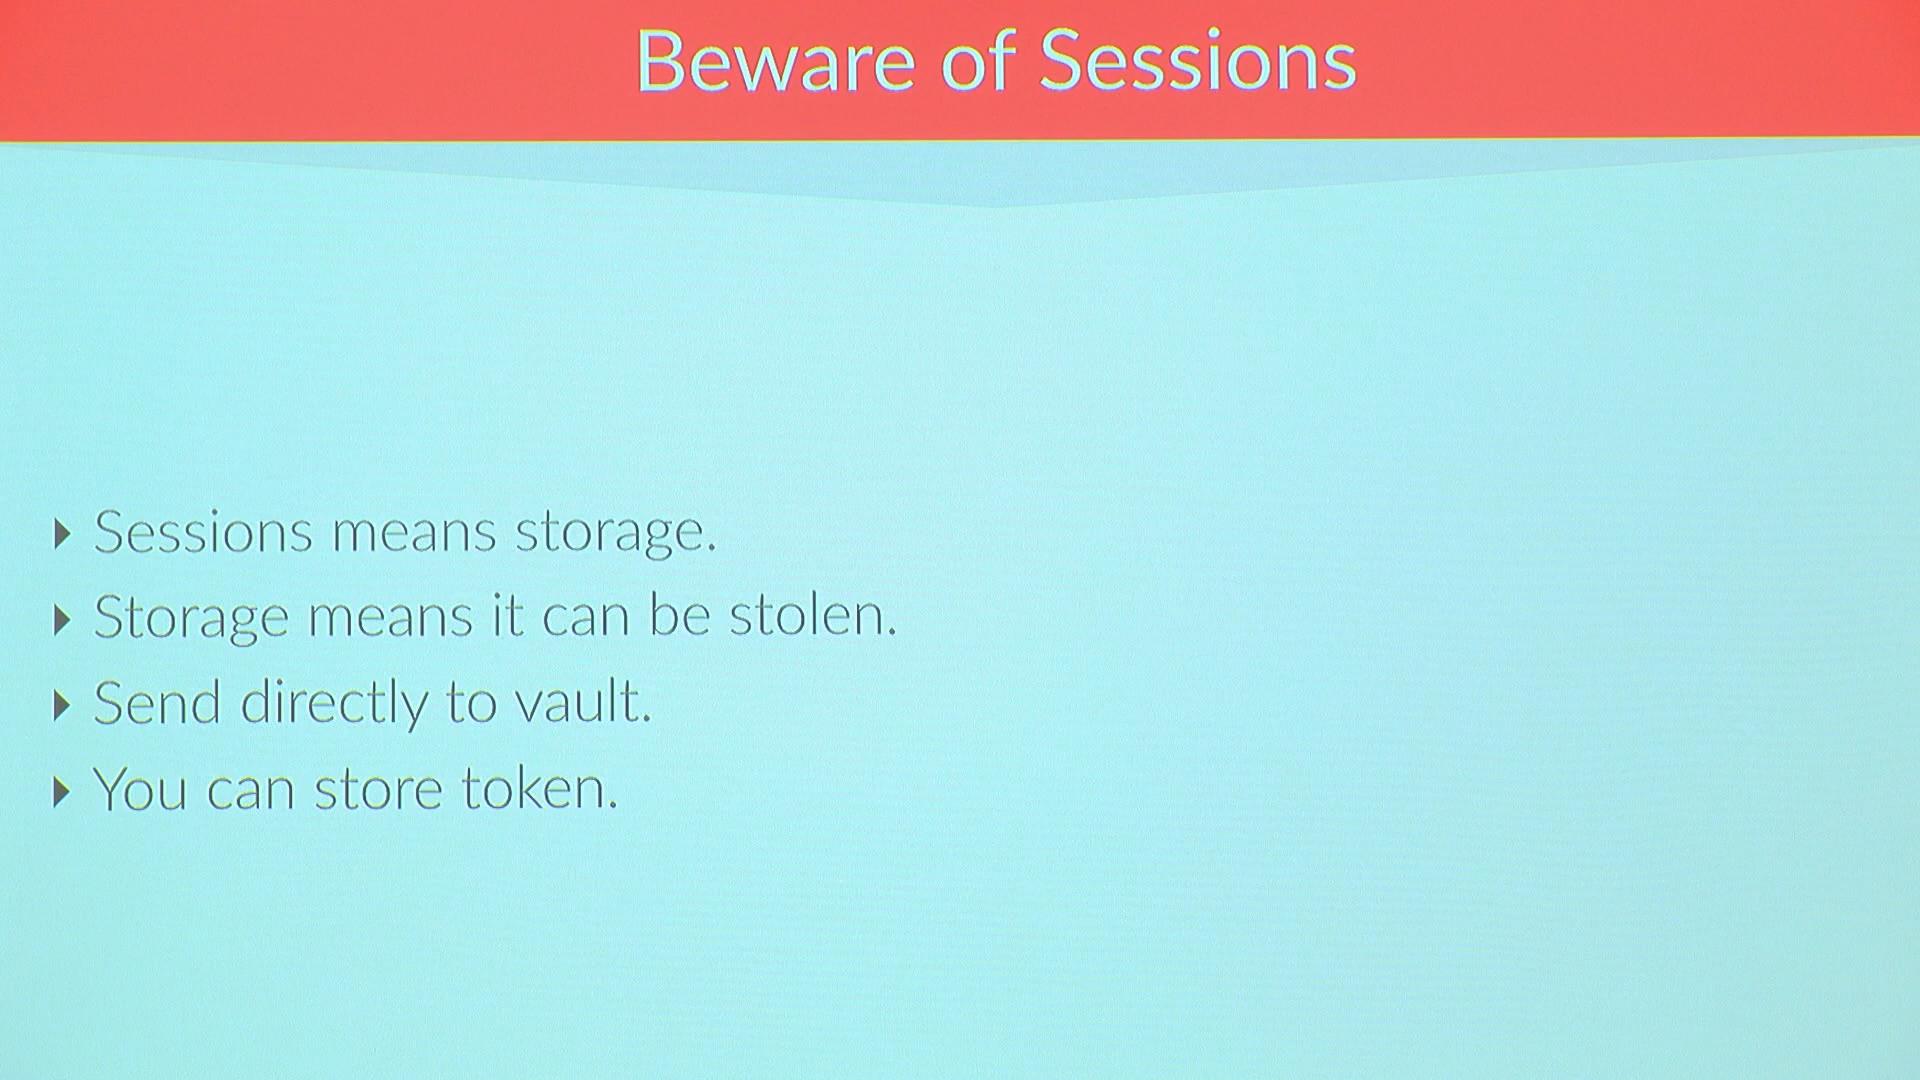 Beware of Sessions
Sessions means storage.
Storage means it can be stolen.
Send directly to vault.
You can store token.